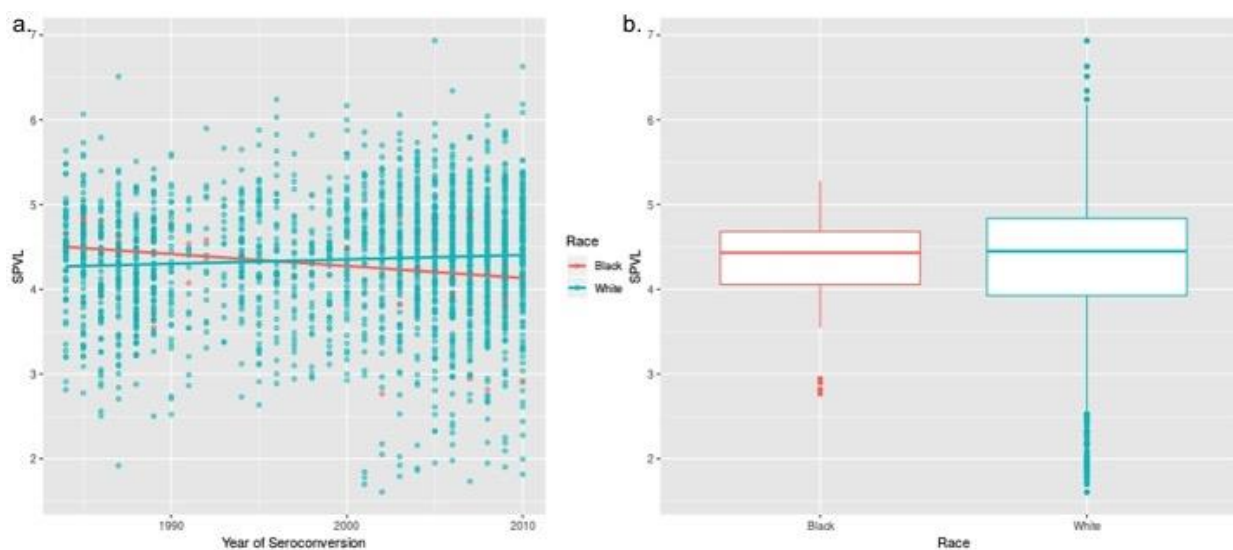 a.
7
6
5
4
3
2
SPVL
1990
2000
2010
Year of Seroconversion
Race
Black
White
b.
7
6
5
4
3
2
SPVL
Black
White
Race